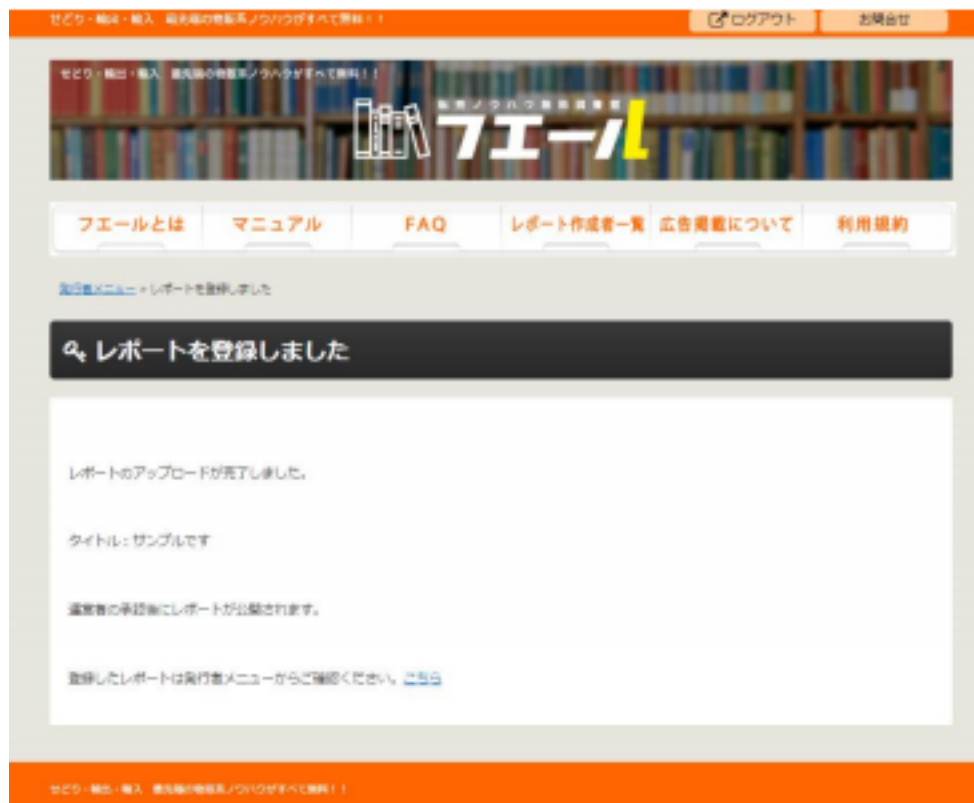 せどり・輸出・輸入　最先端の物販系ノウハウがすべて無料！！
ログアウト
お問合せ
せどり・輸出・輸入　最先端の物販系ノウハウがすべて無料！！
フエール
フエールとは
マニュアル
FAQ
レポート作成者一覧
広告掲載について
利用規約
発行者メニュー » レポートを登録しました
レポートを登録しました
レポートのアップロードが完了しました。
タイトル：サンプルです
運営者の承認後にレポートが公開されます。
登録したレポートは発行者メニューからご確認ください。こちら
せどり・輸出・輸入　最先端の物販系ノウハウがすべて無料！！